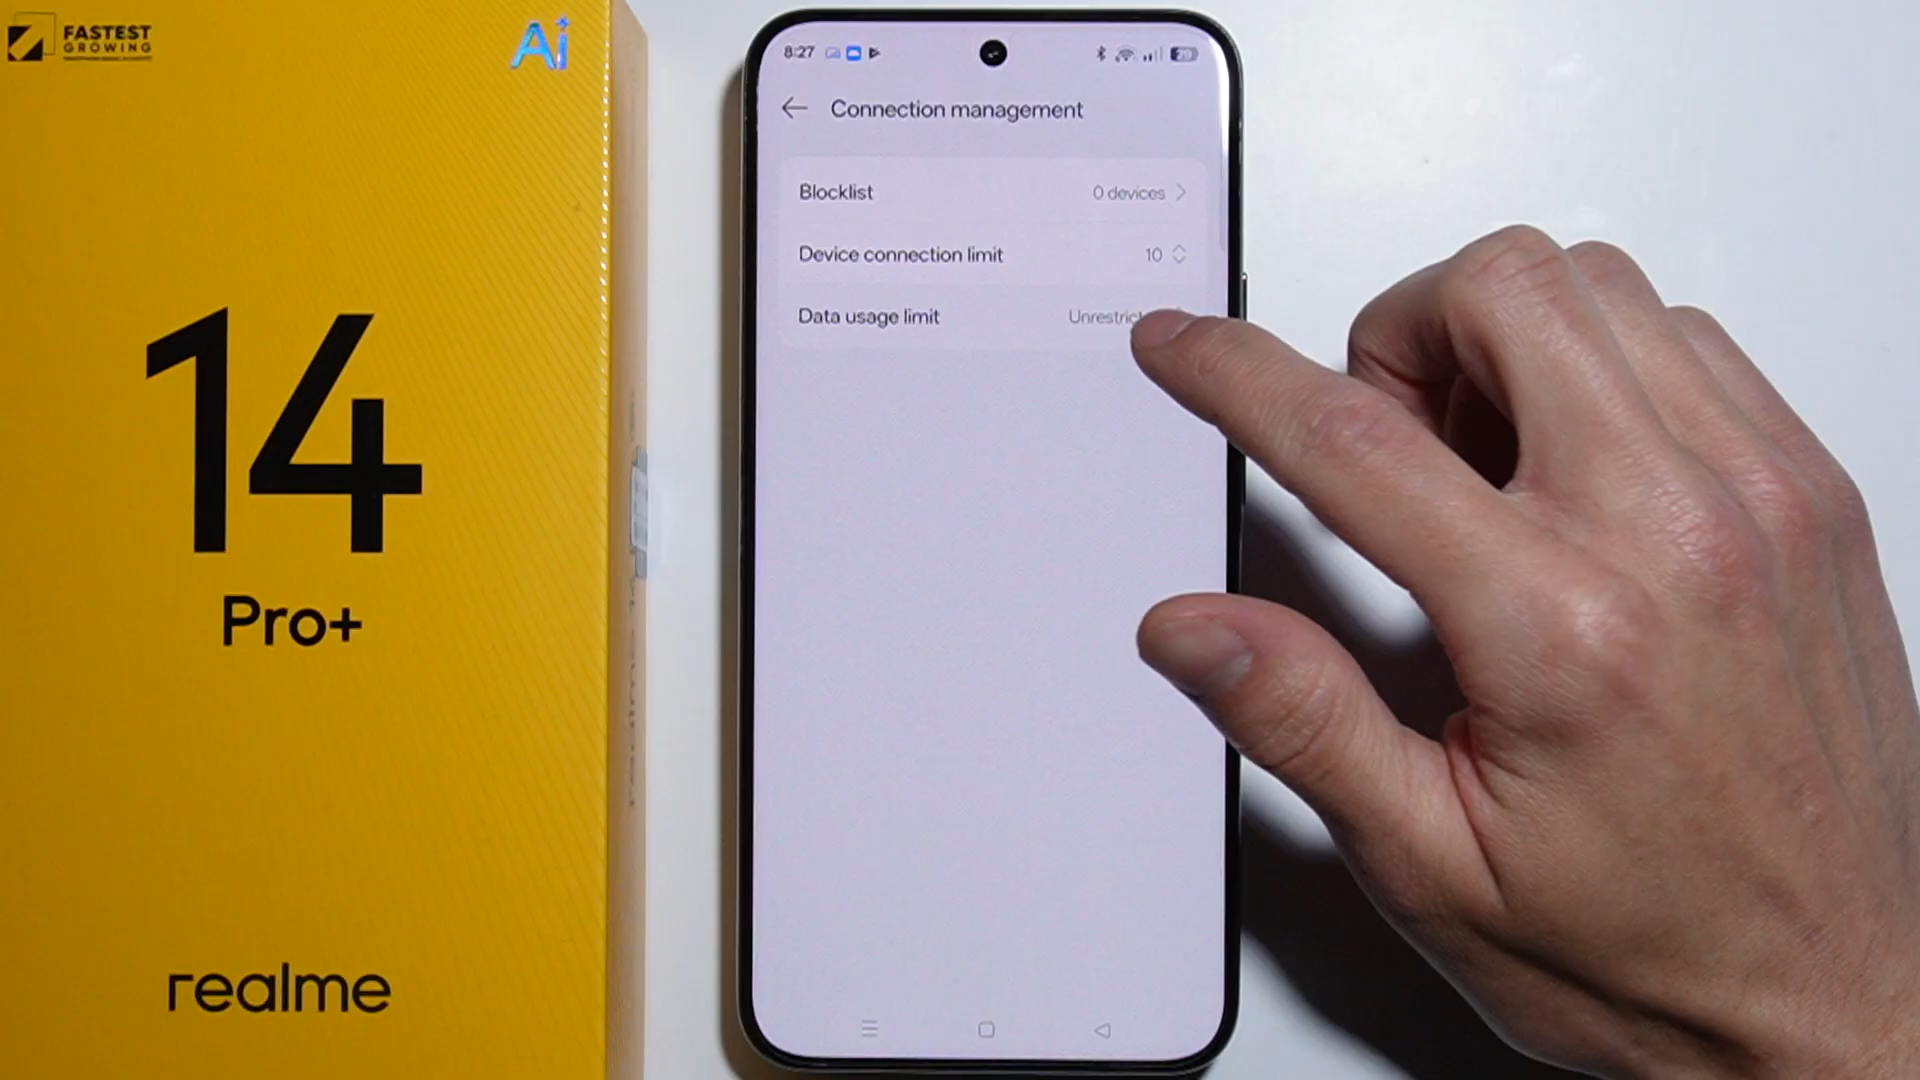 FASTEST
GROWING
Ai
14
Pro+
realme
8:27
Connection management
Blocklist
0 devices
Device connection limit
10
Data usage limit